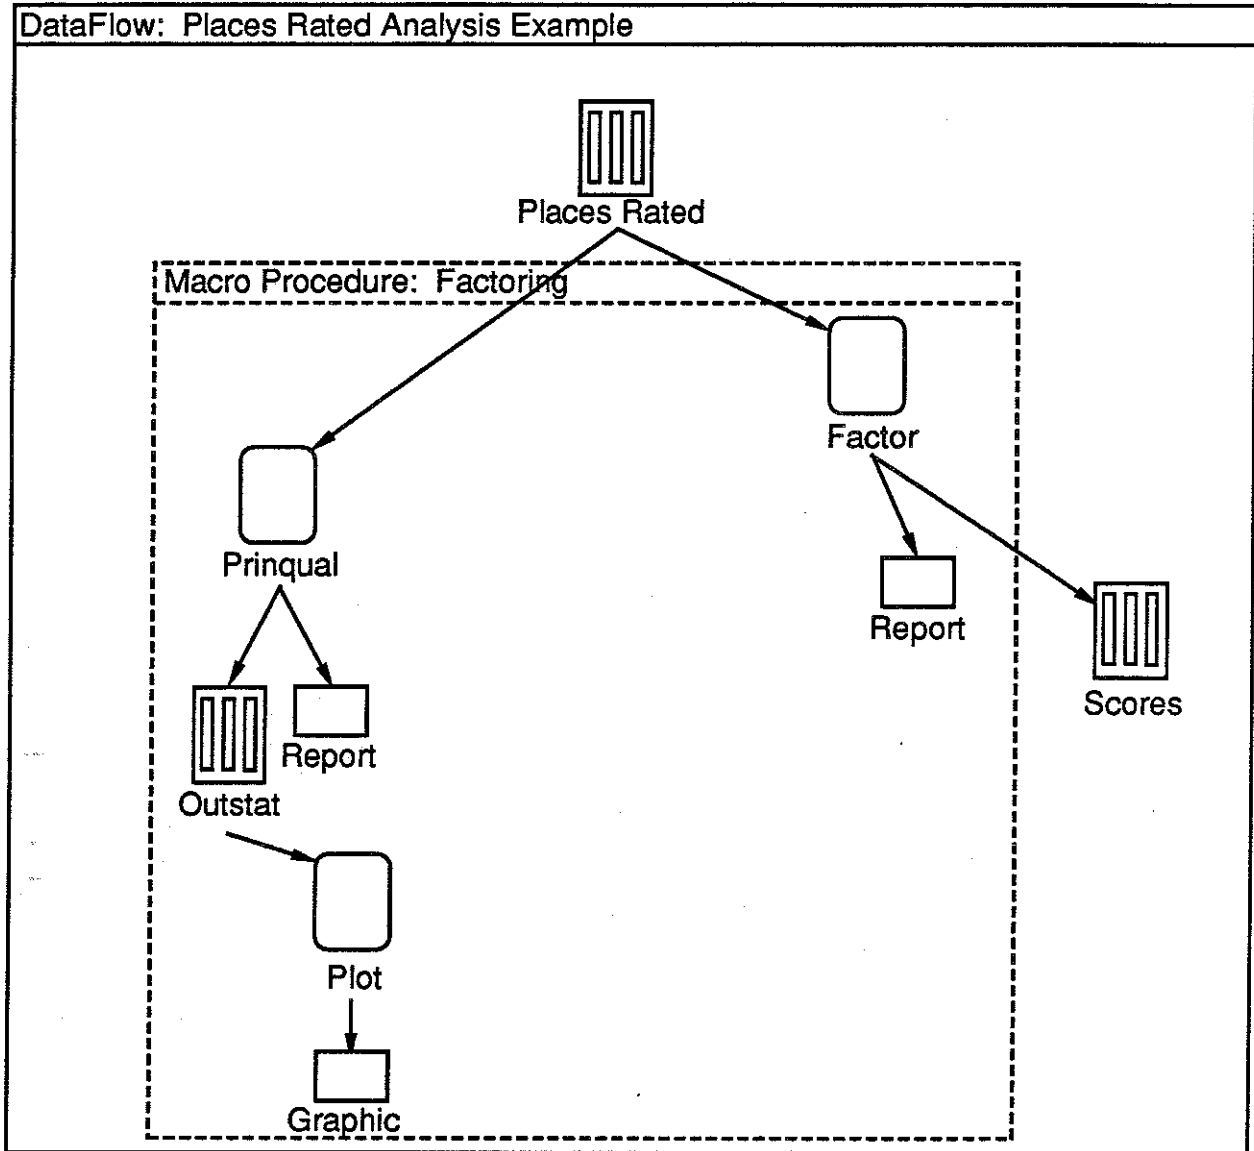 DataFlow: Places Rated Analysis Example
Places Rated
Macro Procedure: Factoring
Factor
Prinqual
Report
Scores
Report
Outstat
Plot
Graphic